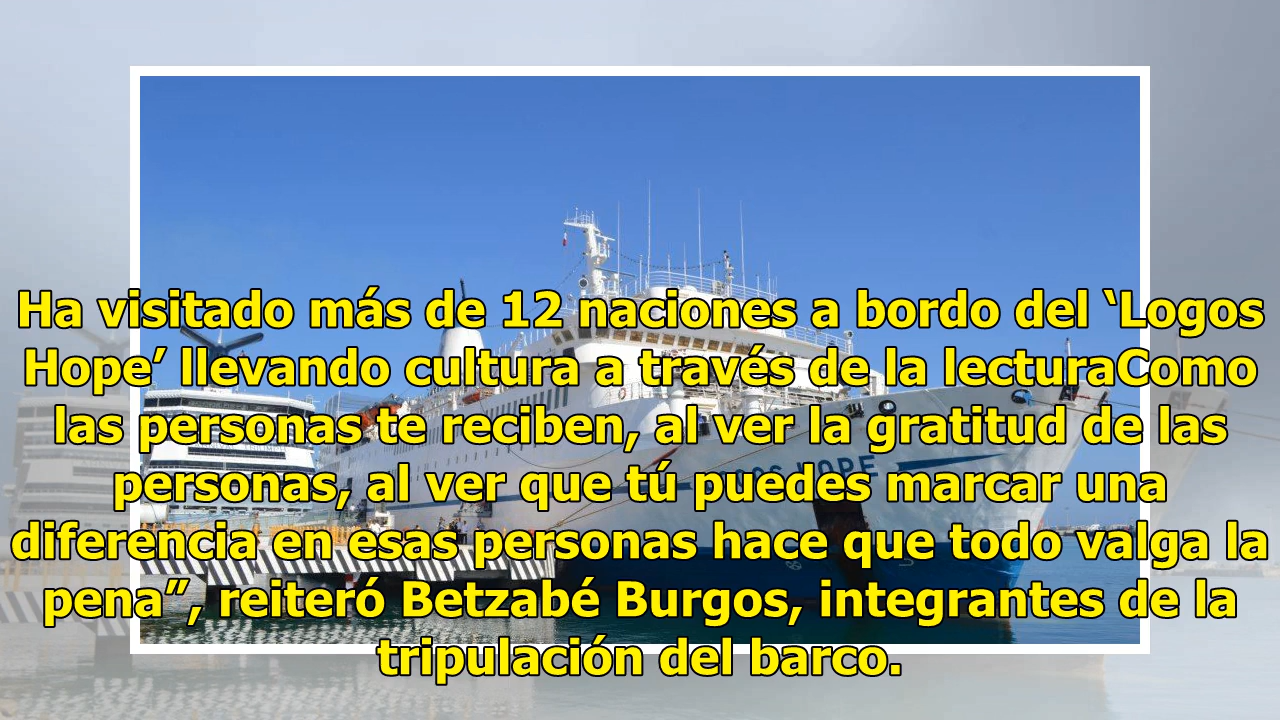 Ha visitado más de 12 naciones a bordo del ‘Logos
Hope’ llevando cultura a través de la lecturaComo
las personas te reciben, al ver la gratitud de las
personas, al ver que tú puedes marcar una
diferencia en esas personas hace que todo valga la
pena”, reiteró Betzabé Burgos, integrantes de la
tripulación del barco.
HOPE